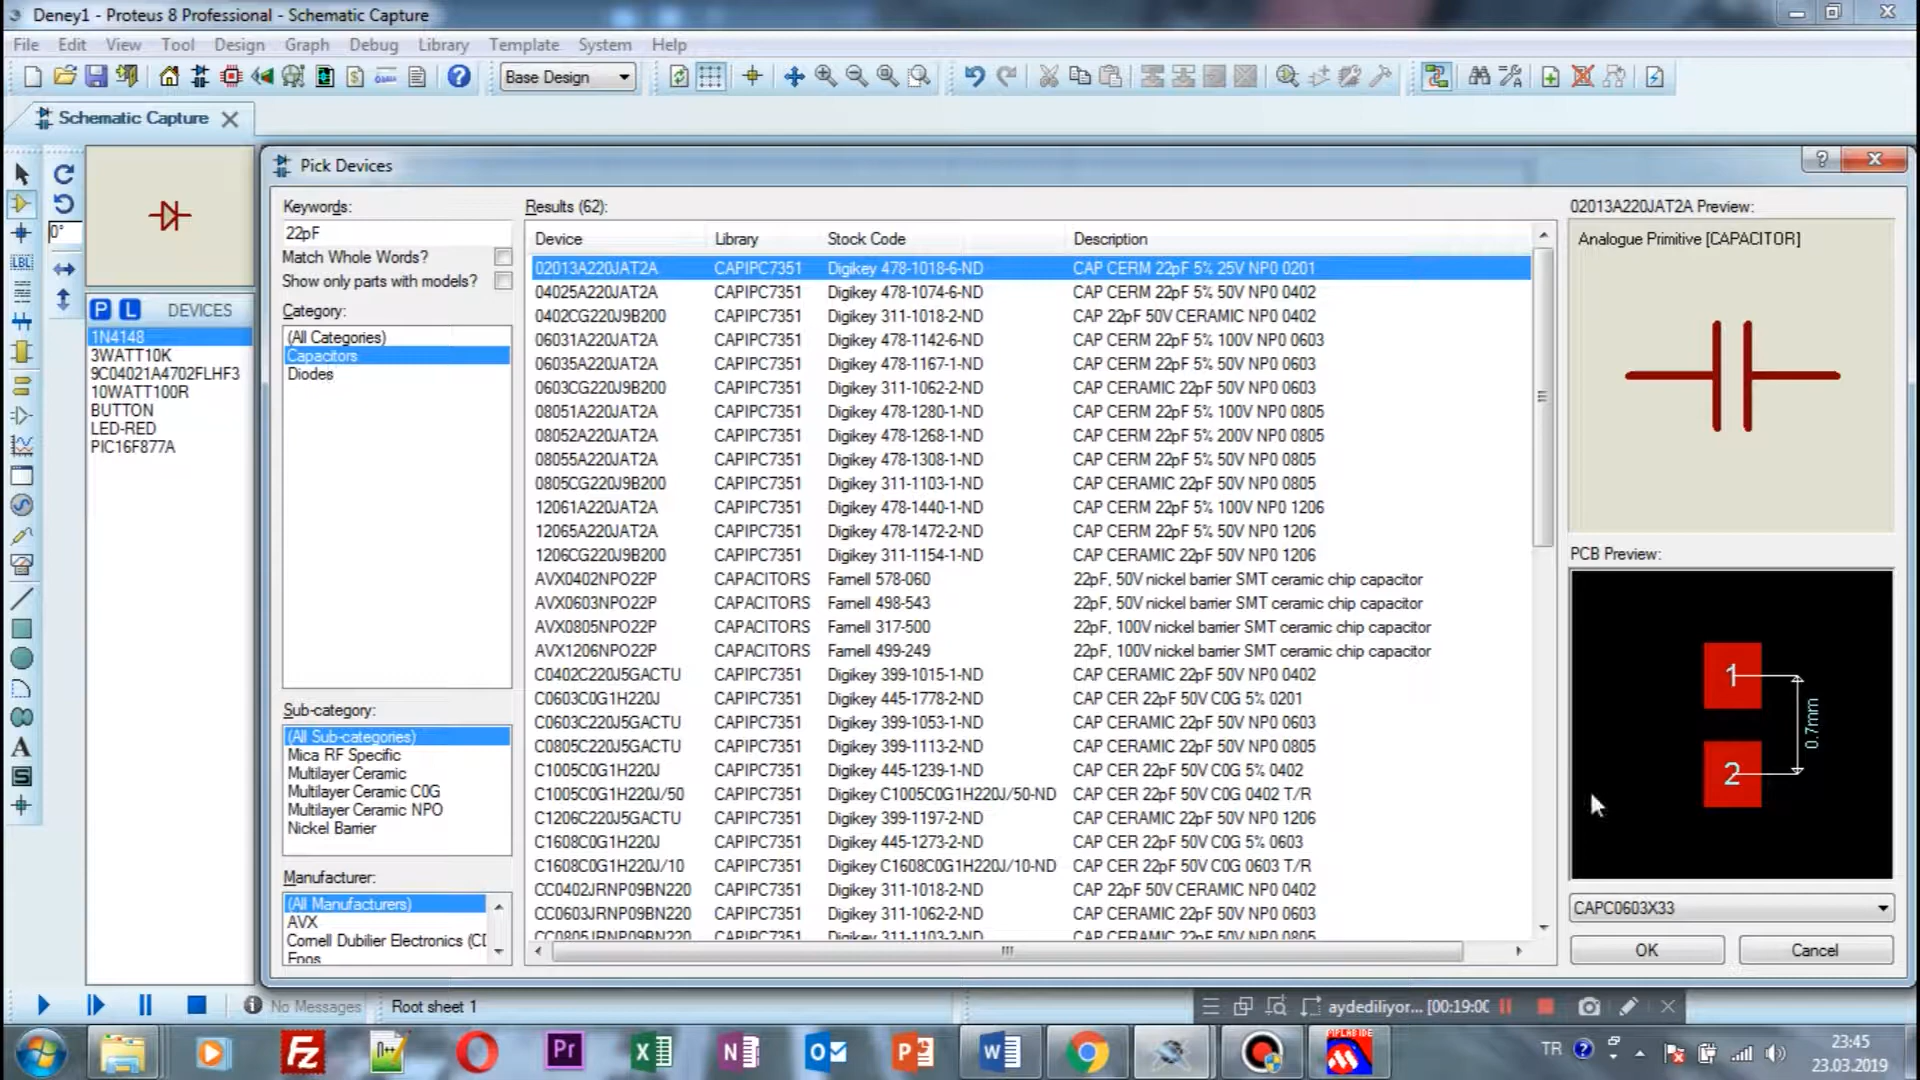 Deney1 - Proteus 8 Professional - Schematic Capture
File Edit View Tool Design Graph Debug Library Template System Help
Base Design
Schematic Capture
Pick Devices
0°
LBL
P L DEVICES
1N4148
3WATT10K
9C04021A4702FLHF3
10WATT100R
BUTTON
LED-RED
PIC16F877A
Keywords:
22pF
Match Whole Words?
Show only parts with models?
Category:
(All Categories)
Capacitors
Diodes
Sub-category:
(All Sub-categories)
Mica RF Specific
Multilayer Ceramic
Multilayer Ceramic C0G
Multilayer Ceramic NPO
Nickel Barrier
Manufacturer:
(All Manufacturers)
AVX
Cornell Dubilier Electronics (CD
Epos
Results (62):
Device Library Stock Code Description
02013A220JAT2A CAPIPC7351 Digikey 478-1018-6-ND CAP CERM 22pF 5% 25V NP0 0201
04025A220JAT2A CAPIPC7351 Digikey 478-1074-6-ND CAP CERM 22pF 5% 50V NP0 0402
0402CG220J9B200 CAPIPC7351 Digikey 311-1018-2-ND CAP 22pF 50V CERAMIC NP0 0402
06031A220JAT2A CAPIPC7351 Digikey 478-1142-6-ND CAP CERM 22pF 5% 100V NP0 0603
06035A220JAT2A CAPIPC7351 Digikey 478-1167-1-ND CAP CERM 22pF 5% 50V NP0 0603
0603CG220J9B200 CAPIPC7351 Digikey 311-1062-2-ND CAP CERAMIC 22pF 50V NP0 0603
08051A220JAT2A CAPIPC7351 Digikey 478-1280-1-ND CAP CERM 22pF 5% 100V NP0 0805
08052A220JAT2A CAPIPC7351 Digikey 478-1268-1-ND CAP CERM 22pF 5% 200V NP0 0805
08055A220JAT2A CAPIPC7351 Digikey 478-1308-1-ND CAP CERM 22pF 5% 50V NP0 0805
0805CG220J9B200 CAPIPC7351 Digikey 311-1103-1-ND CAP CERAMIC 22pF 50V NP0 0805
12061A220JAT2A CAPIPC7351 Digikey 478-1440-1-ND CAP CERM 22pF 5% 100V NP0 1206
12065A220JAT2A CAPIPC7351 Digikey 478-1472-2-ND CAP CERM 22pF 5% 50V NP0 1206
1206CG220J9B200 CAPIPC7351 Digikey 311-1154-1-ND CAP CERAMIC 22pF 50V NP0 1206
AVX0402NPO22P CAPACITORS Farnell 578-060 22pF, 50V nickel barrier SMT ceramic chip capacitor
AVX0603NPO22P CAPACITORS Farnell 498-543 22pF, 50V nickel barrier SMT ceramic chip capacitor
AVX0805NPO22P CAPACITORS Farnell 317-500 22pF, 100V nickel barrier SMT ceramic chip capacitor
AVX1206NPO22P CAPACITORS Farnell 499-249 22pF, 100V nickel barrier SMT ceramic chip capacitor
C0402C220J5GACTU CAPIPC7351 Digikey 399-1015-1-ND CAP CERAMIC 22pF 50V NP0 0402
C0603C0G1H220J CAPIPC7351 Digikey 445-1778-2-ND CAP CER 22pF 50V C0G 5% 0201
C0603C220J5GACTU CAPIPC7351 Digikey 399-1053-1-ND CAP CERAMIC 22pF 50V NP0 0603
C0805C220J5GACTU CAPIPC7351 Digikey 399-1113-2-ND CAP CERAMIC 22pF 50V NP0 0805
C1005C0G1H220J CAPIPC7351 Digikey 445-1239-1-ND CAP CER 22pF 50V C0G 5% 0402
C1005C0G1H220J/50 CAPIPC7351 Digikey C1005C0G1H220J/50-ND CAP CER 22pF 50V C0G 0402 T/R
C1206C220J5GACTU CAPIPC7351 Digikey 399-1197-2-ND CAP CERAMIC 22pF 50V NP0 1206
C1608C0G1H220J CAPIPC7351 Digikey 445-1273-2-ND CAP CER 22pF 50V C0G 5% 0603
C1608C0G1H220J/10 CAPIPC7351 Digikey C1608C0G1H220J/10-ND CAP CER 22pF 50V C0G 0603 T/R
CC0402JRNP09BN220 CAPIPC7351 Digikey 311-1018-2-ND CAP 22pF 50V CERAMIC NP0 0402
CC0603JRNP09BN220 CAPIPC7351 Digikey 311-1062-2-ND CAP CERAMIC 22pF 50V NP0 0603
CC0805JRNP09BN220 CAPIPC7351 Digikey 311-1103-2-ND CAP CERAMIC 22pF 50V NP0 0805
02013A220JAT2A Preview:
Analogue Primitive [CAPACITOR]
PCB Preview:
1
2
0.7mm
CAPC0603X33
OK Cancel
No Messages Root sheet 1
aydediliyor... [00:19:00
TR
23:45
23.03.2019